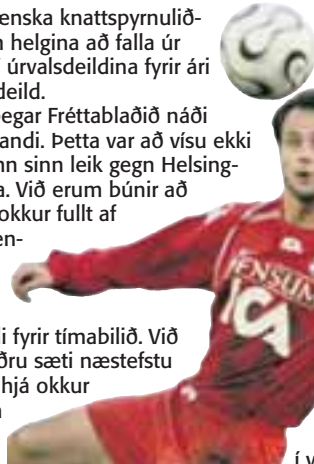 enska knattspyrnulið-
helgina að falla úr
úrvalsdeildina fyrir ári
deild.
egar Fréttablaðið náði
andi. Þetta var að vísu ekki
nn sinn leik gegn Helsing-
a. Við erum búnir að
okkur fullt af
en-
i fyrir tímabilið. Við
ðru sæti næstefstu
hjá okkur
ENSUM
ICA